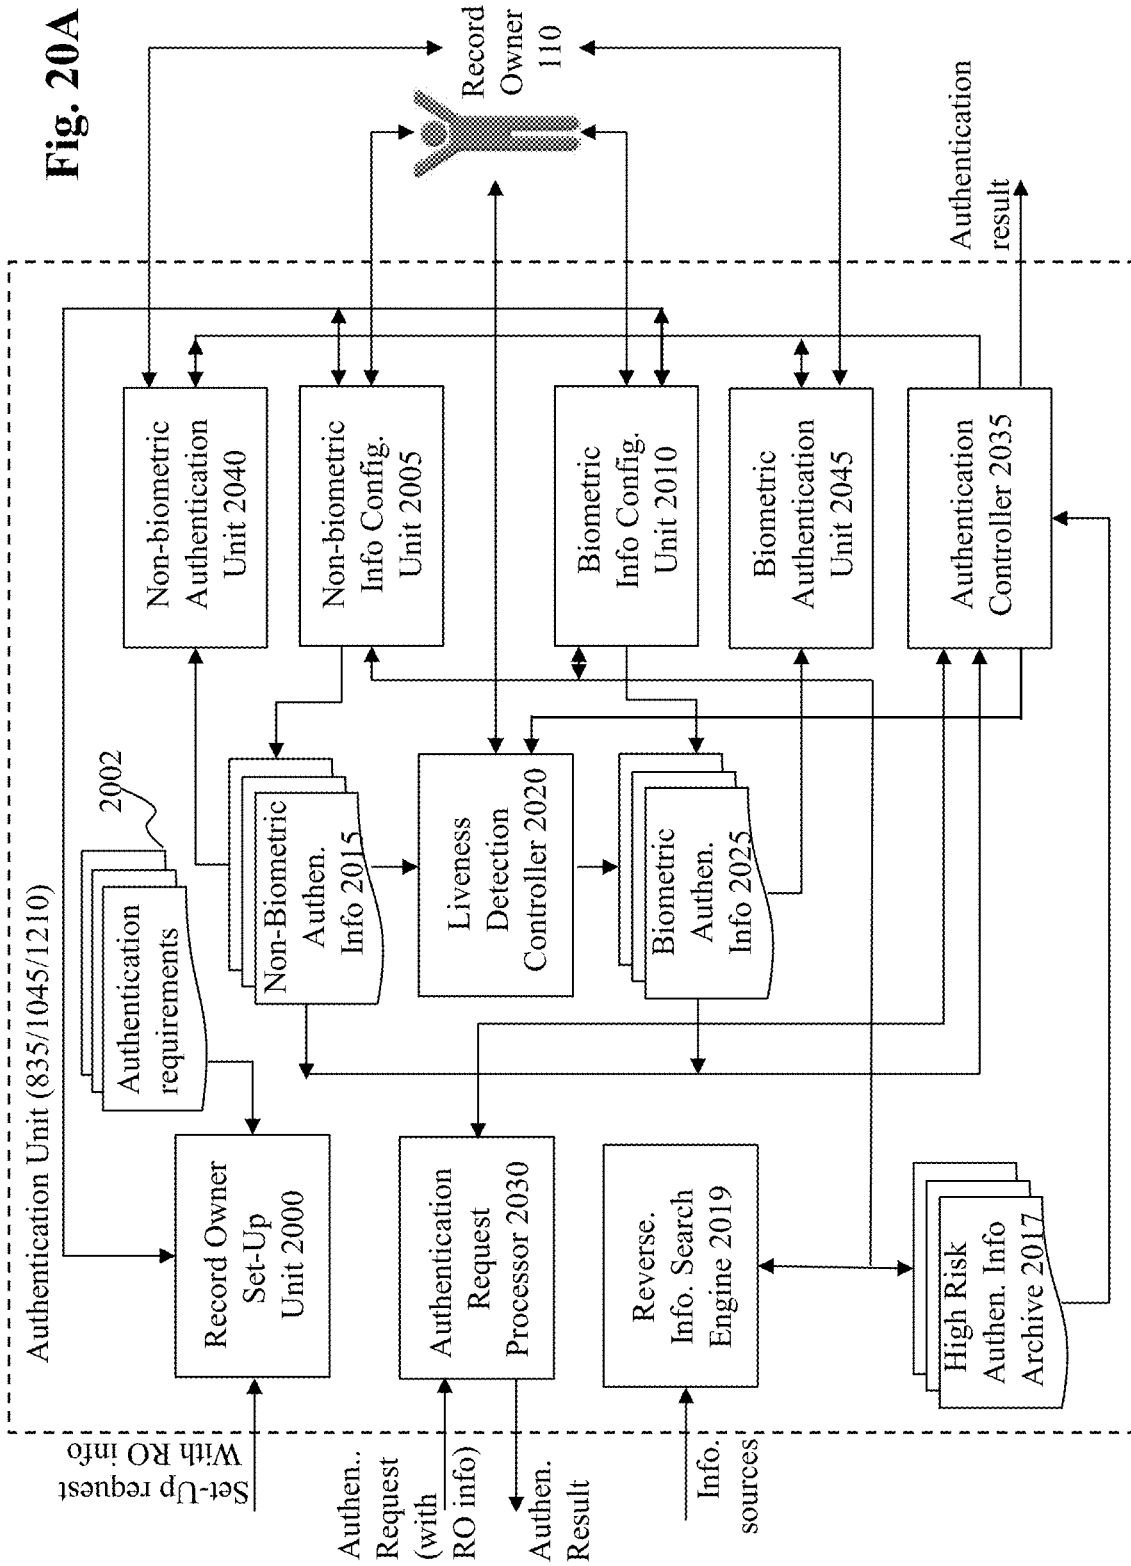 Fig. 20A
Authentication Unit (835/1045/1210)
Set-Up request
With RO info
Record Owner
Set-Up
Unit 2000
Authentication
requirements
2002
Non-biometric
Authentication
Unit 2040
Authen..
Request
(with
RO info)
Authen.
Result
Authentication
Request
Processor 2030
Non-Biometric
Authen.
Info 2015
Non-biometric
Info Config.
Unit 2005
Record
Owner
110
Liveness
Detection
Controller 2020
Info.
sources
Reverse.
Info. Search
Engine 2019
Biometric
Authen.
Info 2025
Biometric
Info Config.
Unit 2010
Biometric
Authentication
Unit 2045
High Risk
Authen. Info
Archive 2017
Authentication
Controller 2035
Authentication
result